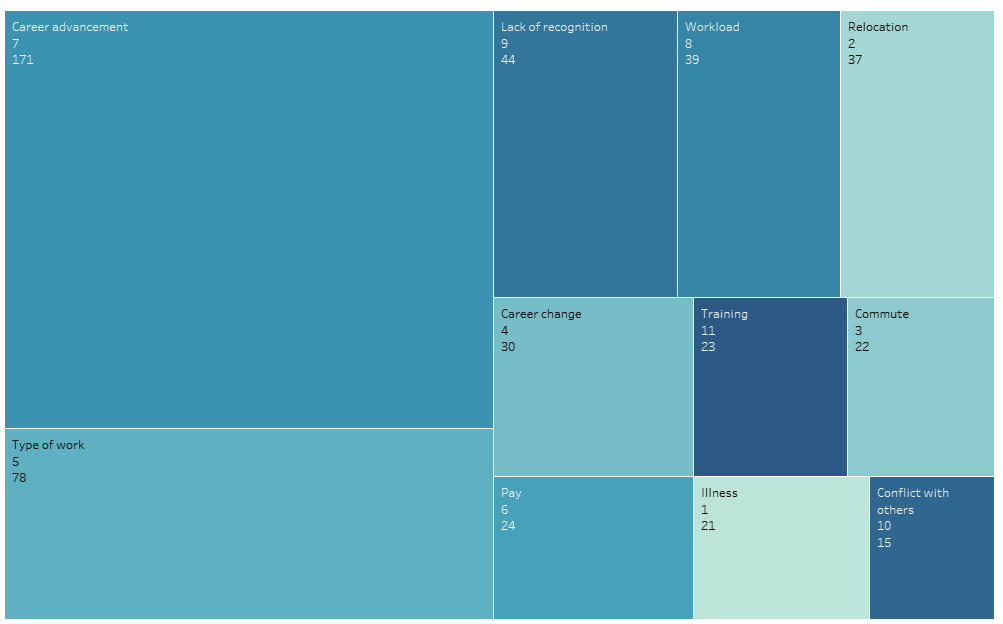 Career advancement
7
171
Lack of recognition
9
44
Workload
8
39
Relocation
2
37
Career change
4
30
Training
11
23
Commute
3
22
Type of work
5
78
Pay
6
24
Illness
1
21
Conflict with
others
10
15